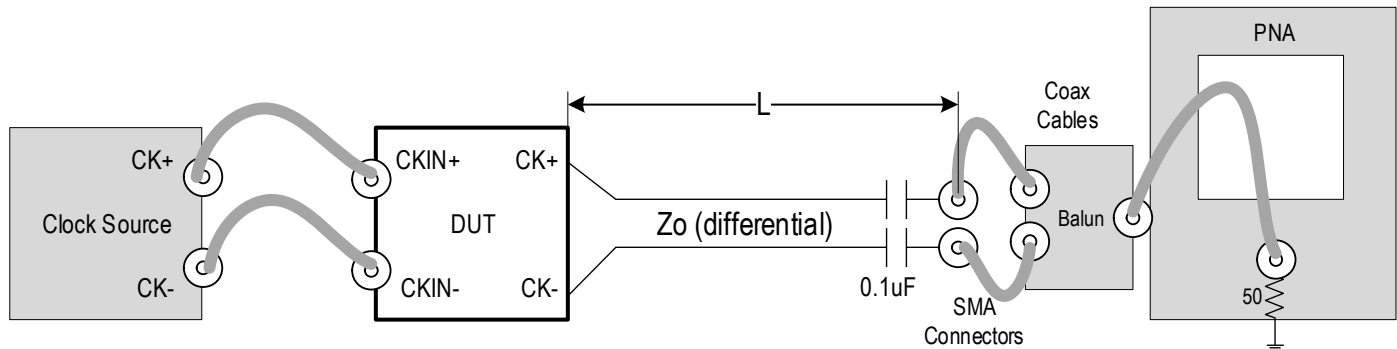 Clock Source
CK+
CK-
CKIN+
CKIN-
DUT
CK+
CK-
L
Zo (differential)
0.1uF
SMA
Connectors
Coax
Cables
Balun
PNA
50